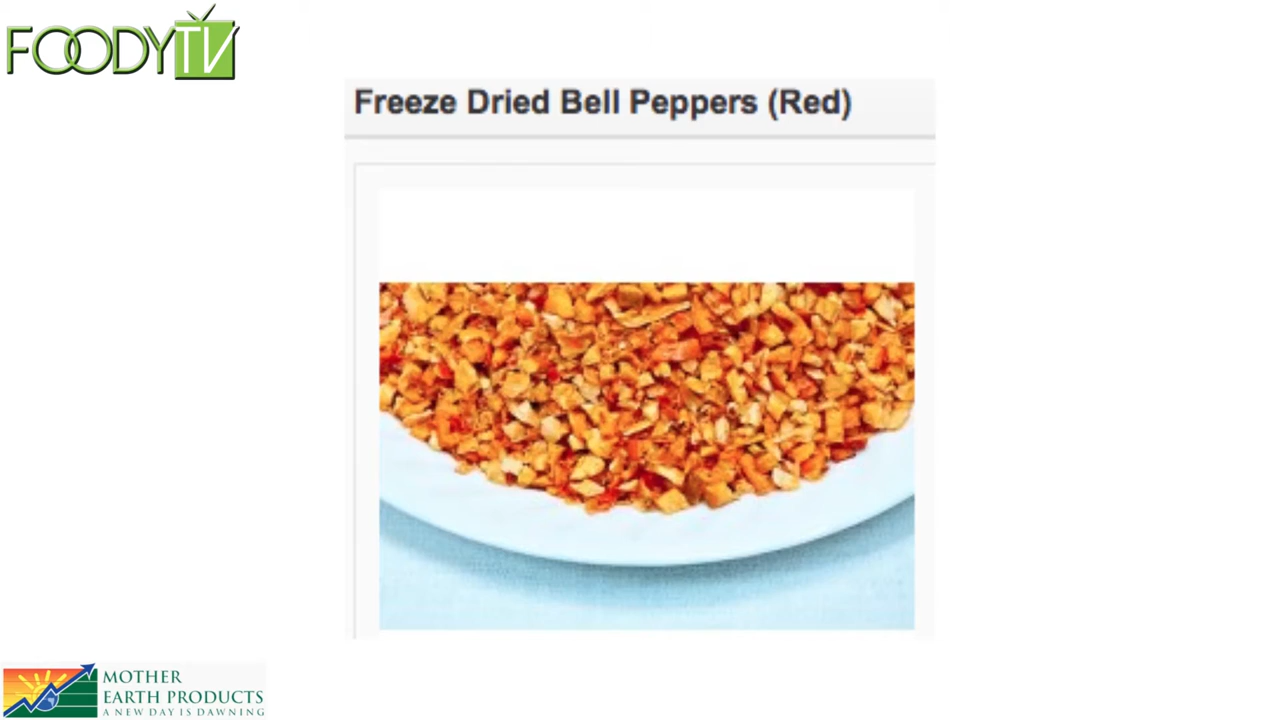 FOODYTV
Freeze Dried Bell Peppers (Red)
MOTHER
EARTH PRODUCTS
A NEW DAY IS DAWNING